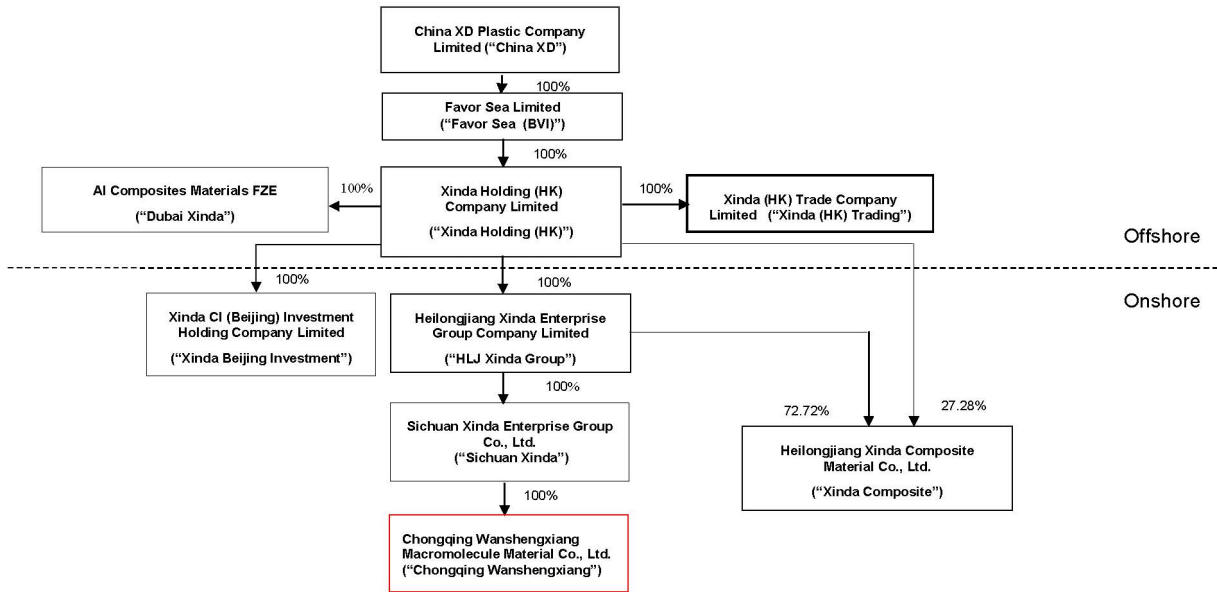 China XD Plastic Company
Limited (“China XD”)
100%
Favor Sea Limited
(“Favor Sea (BVI)”)
100%
AI Composites Materials FZE
(“Dubai Xinda”)
100%
Xinda Holding (HK)
Company Limited
(“Xinda Holding (HK)”)
100%
Xinda (HK) Trade Company
Limited (“Xinda (HK) Trading”)
Offshore
Onshore
100%
100%
Xinda CI (Beijing) Investment
Holding Company Limited
(“Xinda Beijing Investment”)
Heilongjiang Xinda Enterprise
Group Company Limited
(“HLJ Xinda Group”)
100%
72.72%
27.28%
Sichuan Xinda Enterprise Group
Co., Ltd.
(“Sichuan Xinda”)
Heilongjiang Xinda Composite
Material Co., Ltd.
(“Xinda Composite”)
100%
Chongqing Wanshengxiang
Macromolecule Material Co., Ltd.
(“Chongqing Wanshengxiang”)